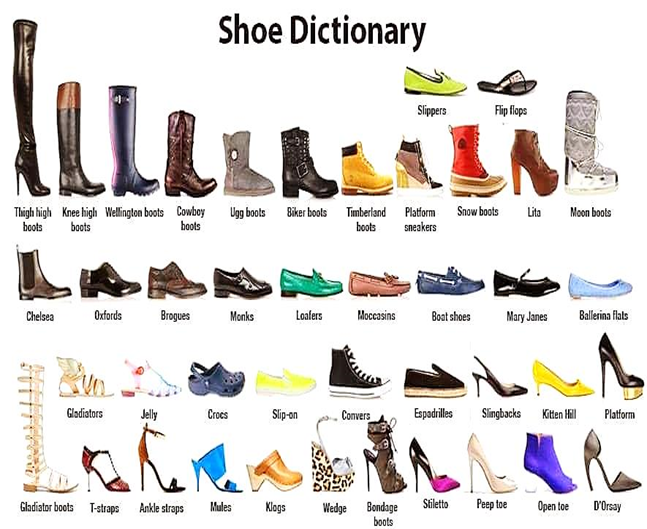 Shoe Dictionary
Slippers
Flip flops
Thigh high
boots
Knee high
boots
Wellington boots
Cowboy
boots
Ugg boots
Biker boots
Timberland
boots
Platform
sneakers
Snow boots
Lita
Moon boots
Chelsea
Oxfords
Brogues
Monks
Loafers
Moccasins
Boat shoes
Mary Janes
Ballerina flats
Gladiators
Jelly
Crocs
Slip-on
Convers
Espadrilles
Slingbacks
Kitten Hill
Platform
Gladiator boots
T-straps
Ankle straps
Mules
Klogs
Wedge
Bondage
boots
Stiletto
Peep toe
Open toe
D'Orsay